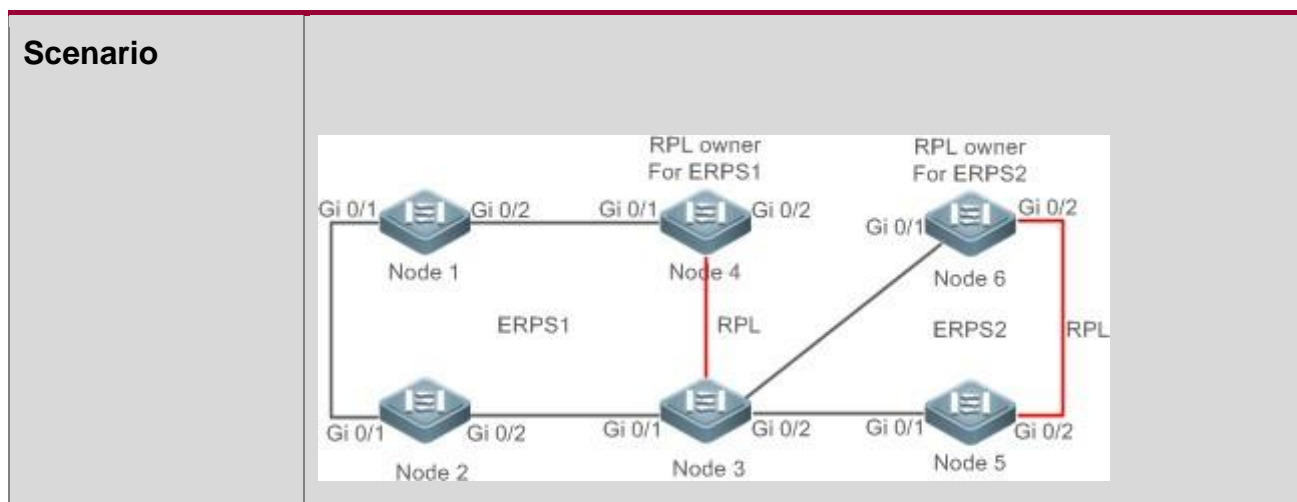 Scenario
RPL owner
For ERPS1
RPL owner
For ERPS2
Gi 0/1
Gi 0/2
Gi 0/1
Gi 0/2
Gi 0/1
Gi 0/2
Node 1
Node 4
Node 6
ERPS1
RPL
ERPS2
RPL
Gi 0/1
Gi 0/2
Gi 0/1
Gi 0/2
Gi 0/1
Gi 0/2
Node 2
Node 3
Node 5